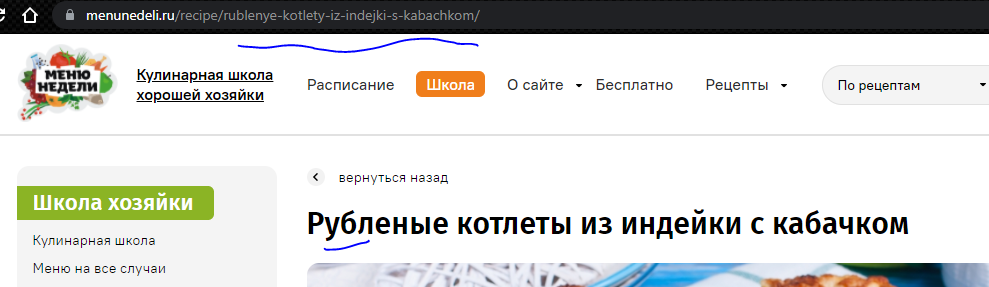 menunedeli.ru/recipe/rublenye-kotlety-iz-indejki-s-kabachkom/
МЕНЮ
НЕДЕЛИ
Кулинарная школа
хорошей хозяйки
Расписание
Школа
О сайте
Бесплатно
Рецепты
По рецептам
вернуться назад
Школа хозяйки
Рубленые котлеты из индейки с кабачком
Кулинарная школа
Меню на все случаи